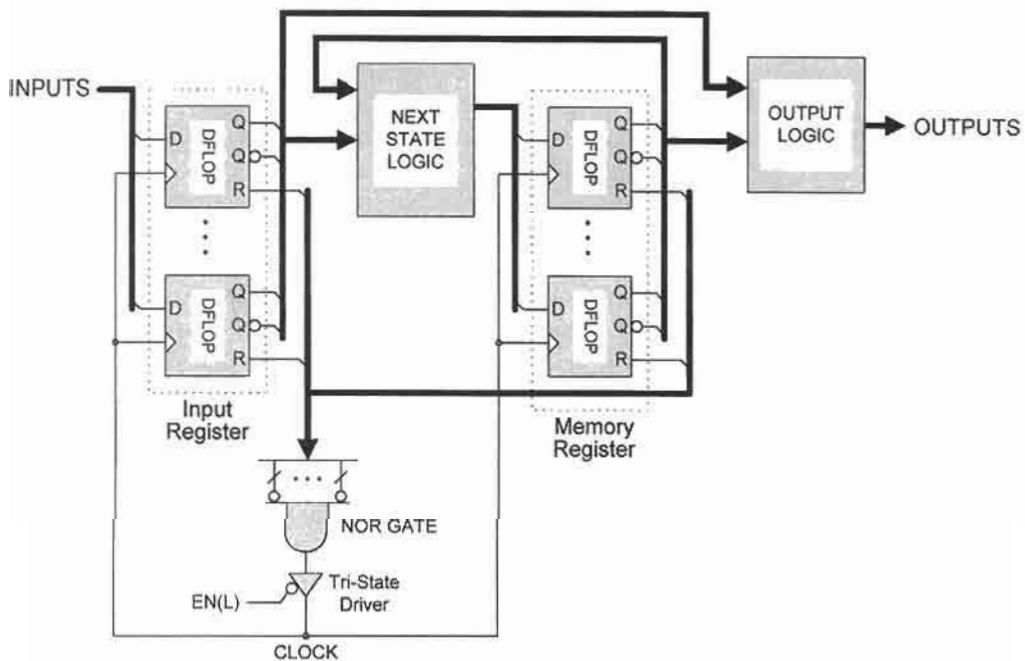 INPUTS
D
DFLOP
Q
Q
R
D
DFLOP
Q
Q
R
Input
Register
NEXT
STATE
LOGIC
D
DFLOP
Q
Q
R
D
DFLOP
Q
Q
R
Memory
Register
OUTPUT
LOGIC
OUTPUTS
NOR GATE
EN(L)
Tri-State
Driver
CLOCK